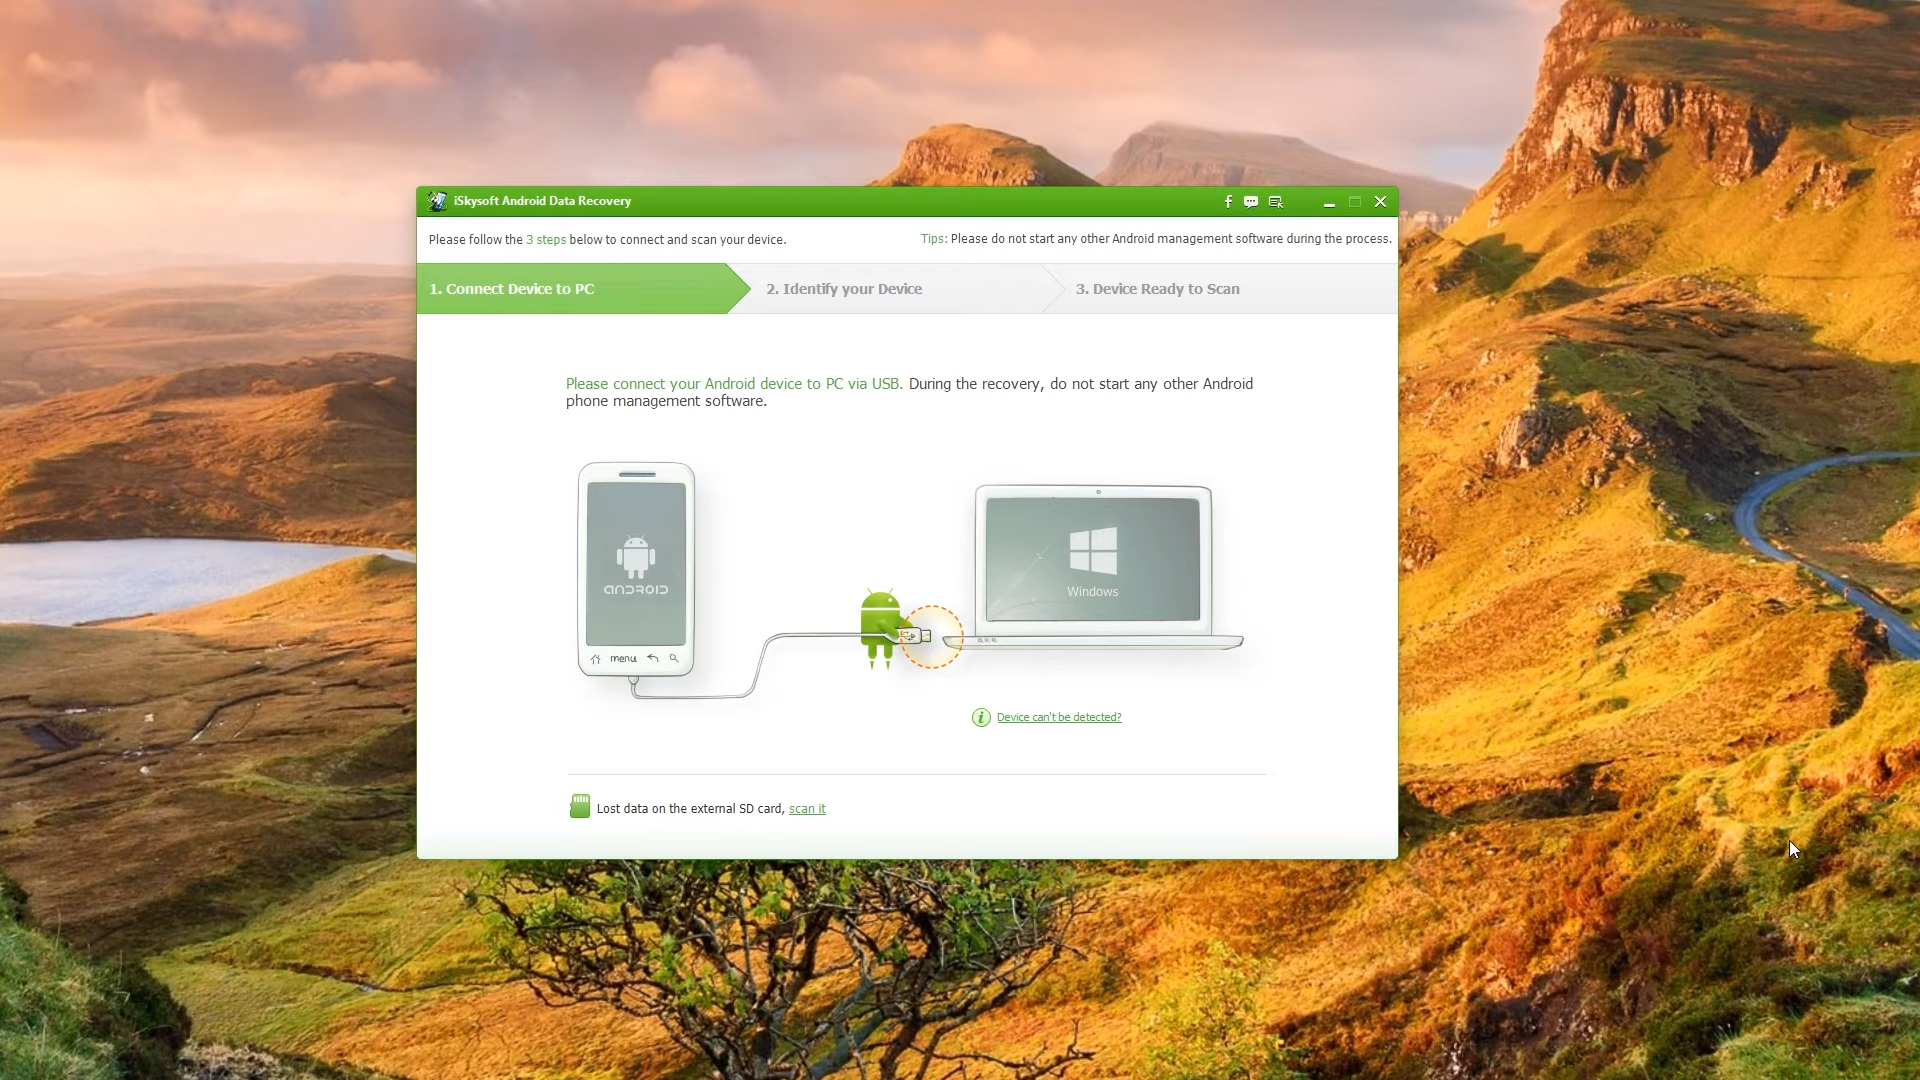 iSkysoft Android Data Recovery
Please follow the 3 steps below to connect and scan your device.
Tips: Please do not start any other Android management software during the process.
1. Connect Device to PC
2. Identify your Device
3. Device Ready to Scan
Please connect your Android device to PC via USB. During the recovery, do not start any other Android
phone management software.
ANDROID
menu
Windows
Device can't be detected?
Lost data on the external SD card, scan it